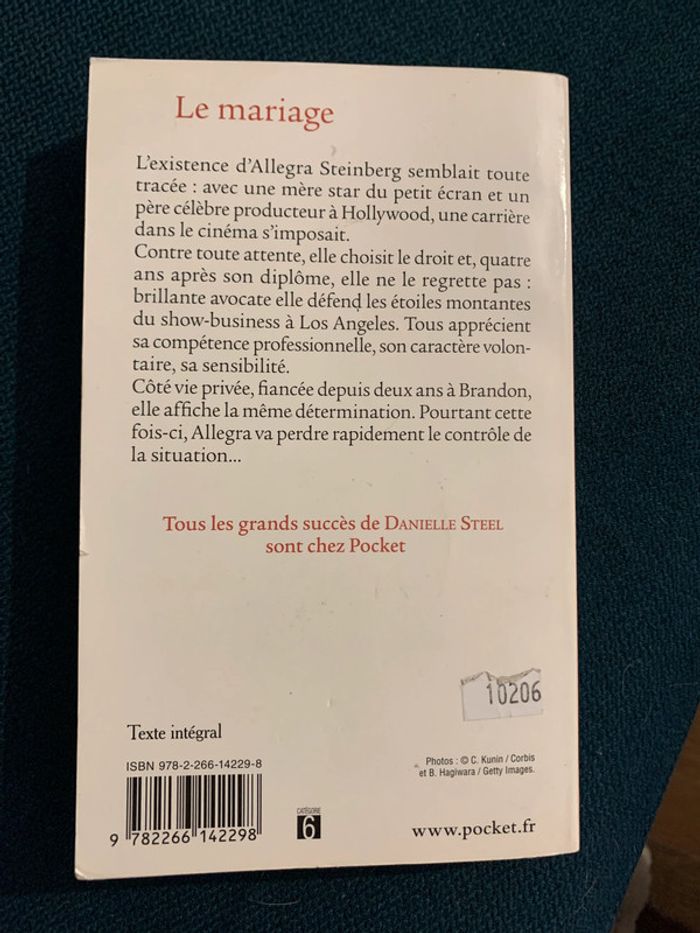 Le mariage
L'existence d'Allegra Steinberg semblait toute
tracée : avec une mère star du petit écran et un
père célèbre producteur à Hollywood, une carrière
dans le cinéma s'imposait.
Contre toute attente, elle choisit le droit et, quatre
ans après son diplôme, elle ne le regrette pas :
brillante avocate elle défend les étoiles montantes
du show-business à Los Angeles. Tous apprécient
sa compétence professionnelle, son caractère volon-
taire, sa sensibilité.
Côté vie privée, fiancée depuis deux ans à Brandon,
elle affiche la même détermination. Pourtant cette
fois-ci, Allegra va perdre rapidement le contrôle de
la situation...
Tous les grands succès de DANIELLE STEEL
sont chez Pocket
10206
Texte intégral
ISBN 978-2-266-14229-8
9 782266 142298
CATÉGORIE
6
Photos : © C. Kunin / Corbis
et B. Hagiwara / Getty Images.
www.pocket.fr